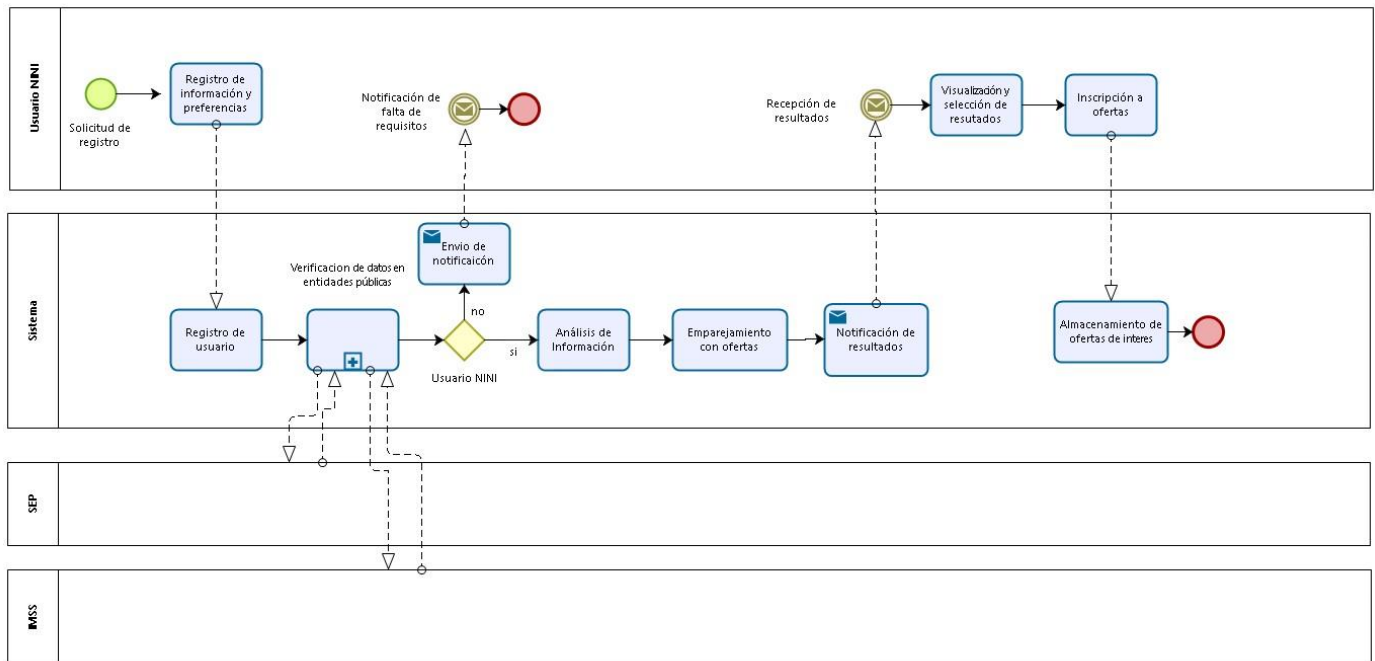 Usuario NINI
Solicitud de
registro
Registro de
información y
preferencias
Notificación de
falta de
requisitos
Recepción de
resultados
Visualización y
selección de
resutados
Inscripción a
ofertas
Sistema
Registro de
usuario
Verificacion de datos en
entidades públicas
Envio de
notificaicón
no
Usuario NINI
si
Análisis de
Información
Emparejamiento
con ofertas
Notificación de
resultados
Almacenamiento de
ofertas de interes
SEP
IMSS